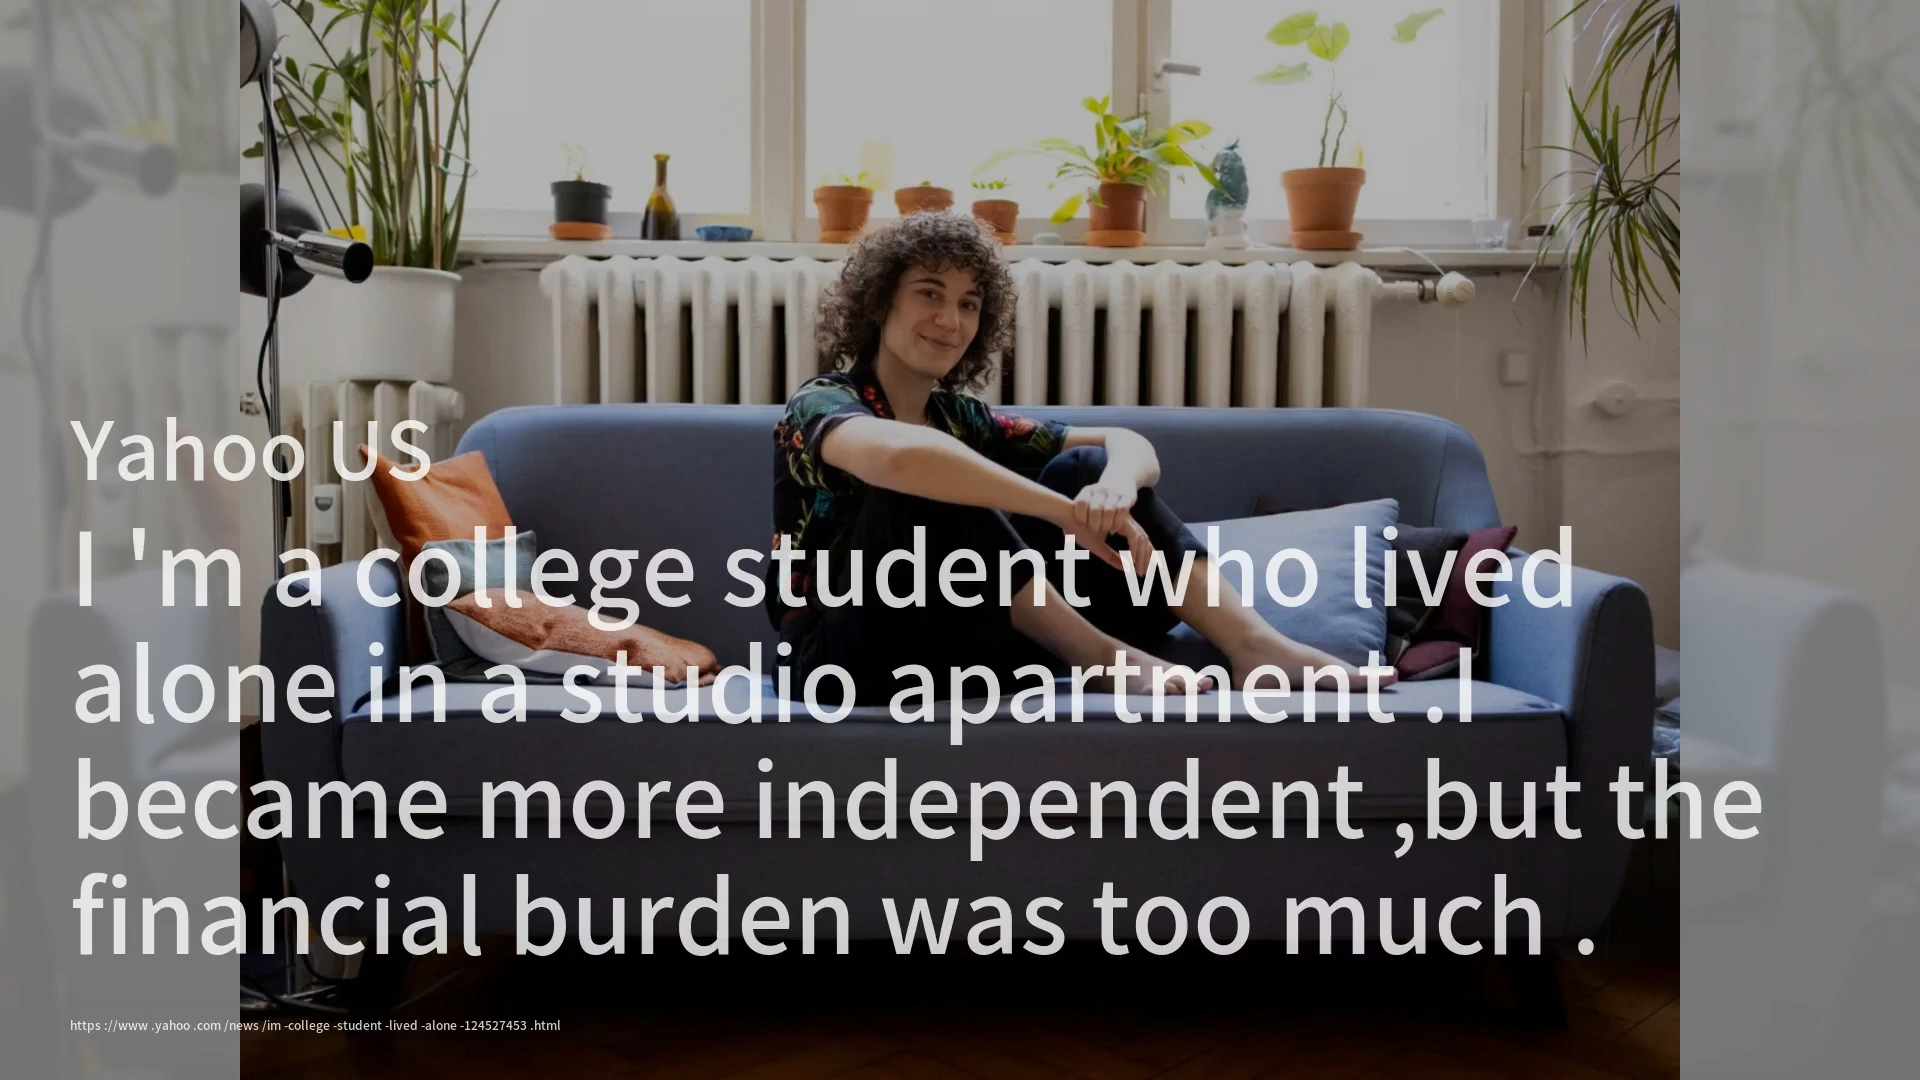 Yahoo US
I 'm a college student who lived
alone in a studio apartment .I
became more independent ,but the
financial burden was too much .
https ://www .yahoo .com /news /im -college -student -lived -alone -124527453 .html